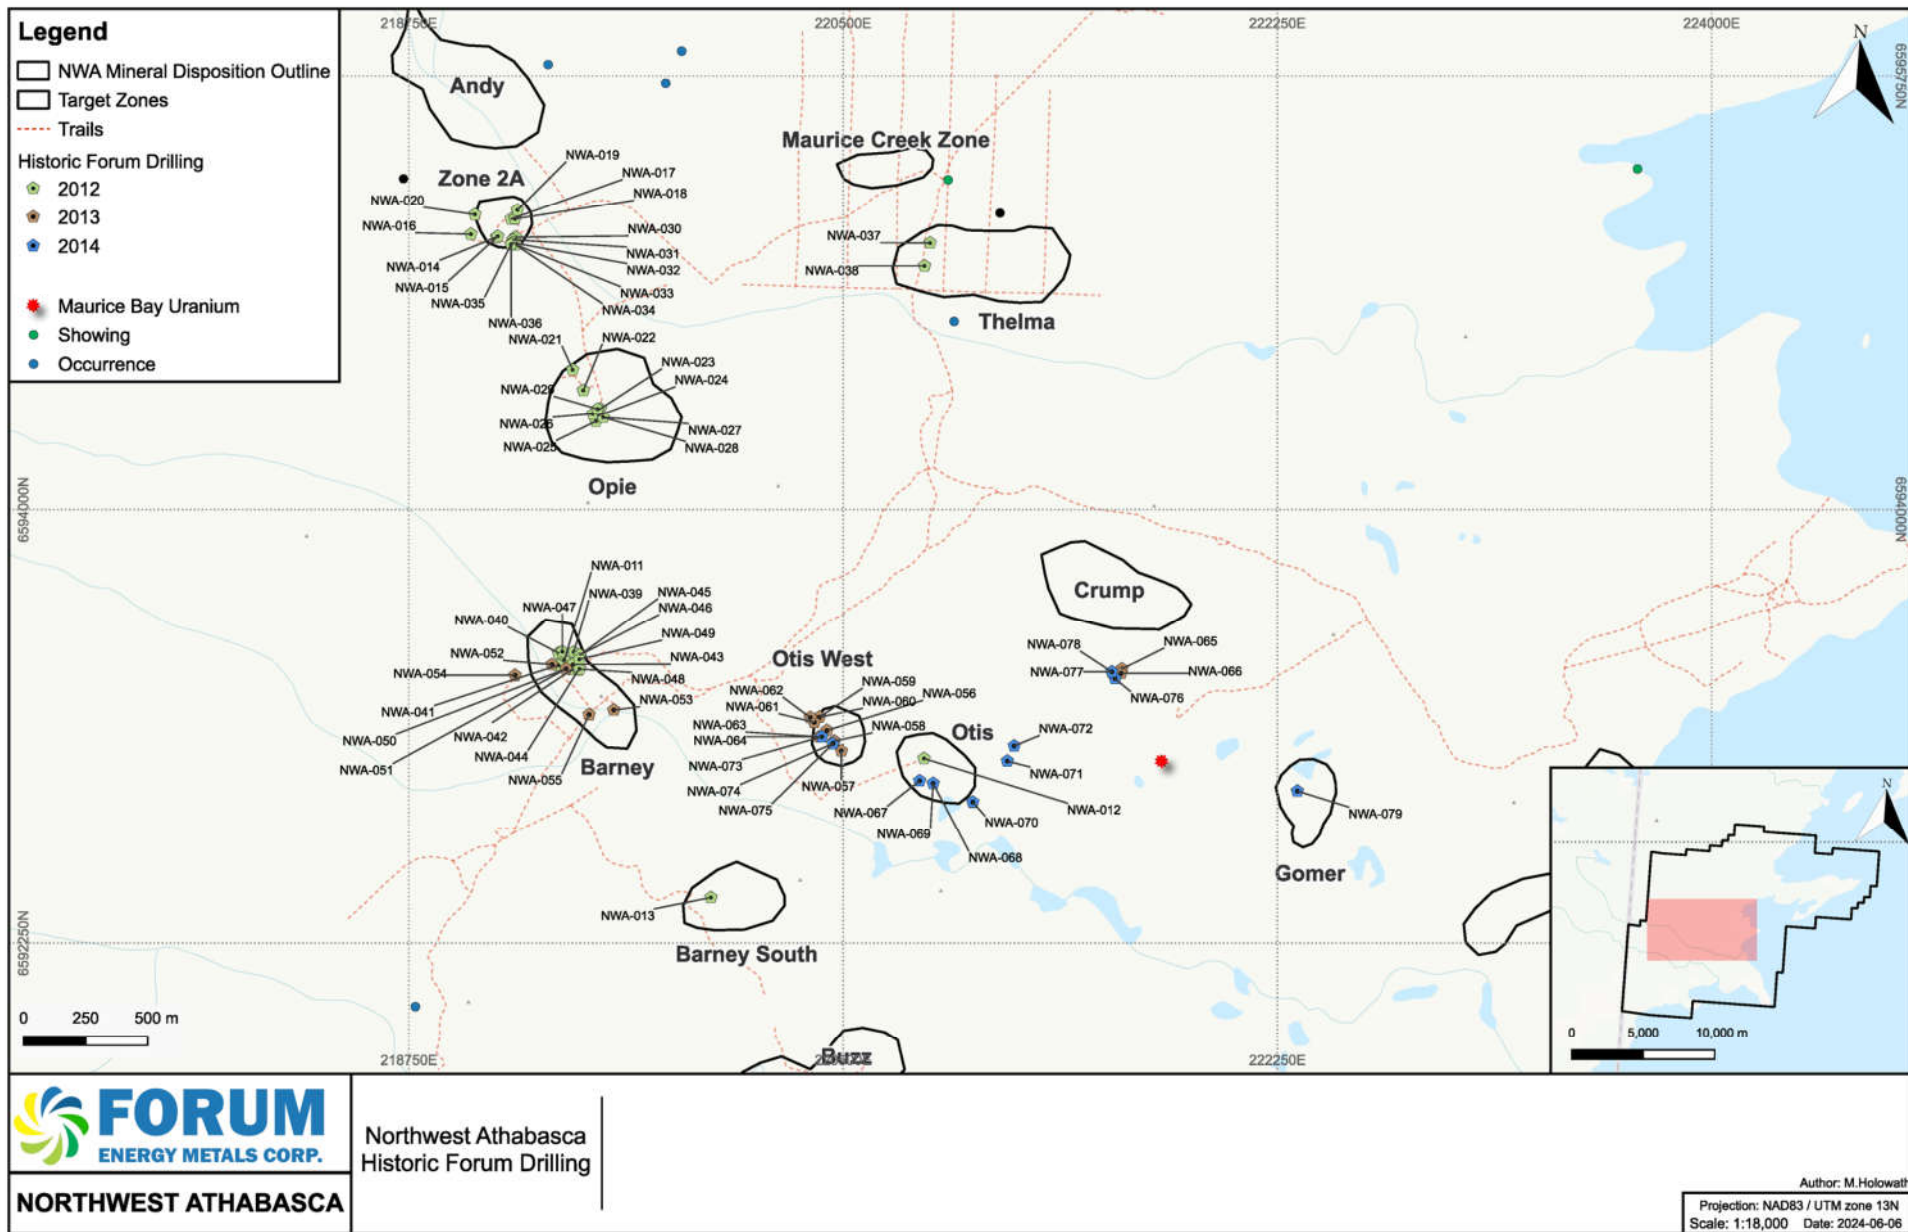 Legend
NWA Mineral Disposition Outline
Target Zones
Trails
Historic Forum Drilling
2012
2013
2014
Maurice Bay Uranium
Showing
Occurrence
218750E
220500E
222250E
224000E
N
6595750N
Andy
Maurice Creek Zone
Zone 2A
NWA-019
NWA-017
NWA-018
NWA-020
NWA-016
NWA-030
NWA-031
NWA-032
NWA-014
NWA-015
NWA-035
NWA-033
NWA-034
NWA-036
NWA-037
NWA-038
Thelma
NWA-021
NWA-022
NWA-023
NWA-024
NWA-029
NWA-026
NWA-025
NWA-027
NWA-028
Opie
6594000N
6594000N
NWA-011
NWA-039
NWA-045
NWA-046
NWA-047
NWA-040
NWA-049
NWA-052
NWA-043
NWA-054
NWA-048
NWA-053
NWA-041
NWA-050
NWA-042
NWA-044
NWA-051
NWA-055
Barney
Crump
NWA-078
NWA-065
NWA-077
NWA-066
NWA-076
Otis West
NWA-062
NWA-059
NWA-056
NWA-061
NWA-060
NWA-063
NWA-058
NWA-064
NWA-073
NWA-074
NWA-075
NWA-057
Otis
NWA-072
NWA-071
NWA-067
NWA-012
NWA-069
NWA-070
NWA-068
NWA-079
Gomer
NWA-013
Barney South
6592250N
Buzz
0 250 500 m
218750E
222250E
N
0 5,000 10,000 m
FORUM
ENERGY METALS CORP.
NORTHWEST ATHABASCA
Northwest Athabasca
Historic Forum Drilling
Author: M.Holowath
Projection: NAD83 / UTM zone 13N
Scale: 1:18,000 Date: 2024-06-06